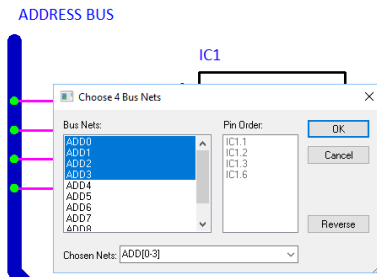 ADDRESS BUS
IC1
Choose 4 Bus Nets
Bus Nets:
Pin Order:
ADD0
ADD1
ADD2
ADD3
ADD4
ADD5
ADD6
ADD7
ADD8
IC1.1
IC1.2
IC1.3
IC1.6
OK
Cancel
Reverse
Chosen Nets:
ADD[0-3]